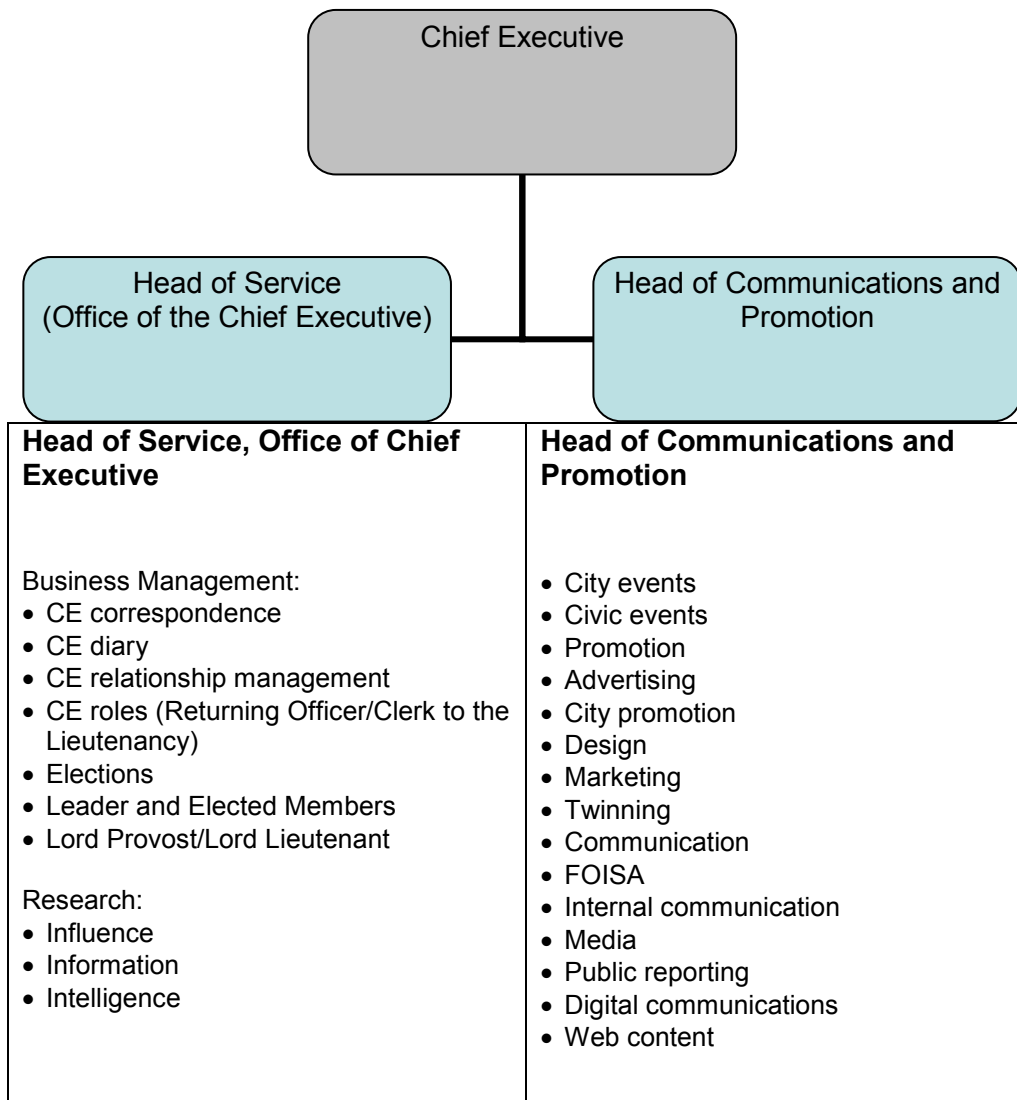 Chief Executive
Head of Service
(Office of the Chief Executive)
Head of Communications and
Promotion
Head of Service, Office of Chief
Executive
Business Management:
• CE correspondence
• CE diary
• CE relationship management
• CE roles (Returning Officer/Clerk to the
Lieutenancy)
• Elections
• Leader and Elected Members
• Lord Provost/Lord Lieutenant
Research:
• Influence
• Information
• Intelligence
Head of Communications and
Promotion
• City events
• Civic events
• Promotion
• Advertising
• City promotion
• Design
• Marketing
• Twinning
• Communication
• FOISA
• Internal communication
• Media
• Public reporting
• Digital communications
• Web content